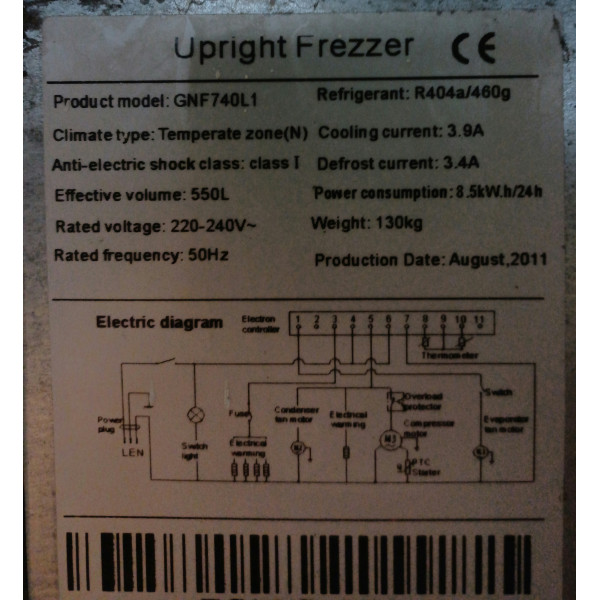 Upright Frezzer CE
Product model: GNF740L1
Refrigerant: R404a/460g
Climate type: Temperate zone(N)
Cooling current: 3.9A
Anti-electric shock class: class I
Defrost current: 3.4A
Effective volume: 550L
Power consumption: 8.5kW.h/24h
Rated voltage: 220-240V~
Weight: 130kg
Rated frequency: 50Hz
Production Date: August,2011
Electric diagram
Electron
controller
1 2 3 4 5 6 7 8 9 10 11
Thermometer
Power
plug
LEN
Switch
light
Fuse
Electrical
warming
Condenser
fan motor
M2
Electrical
warming
Overload
protector
Compressor
motor
M1
PTC
Starter
Switch
Evaporator
fan motor
M3